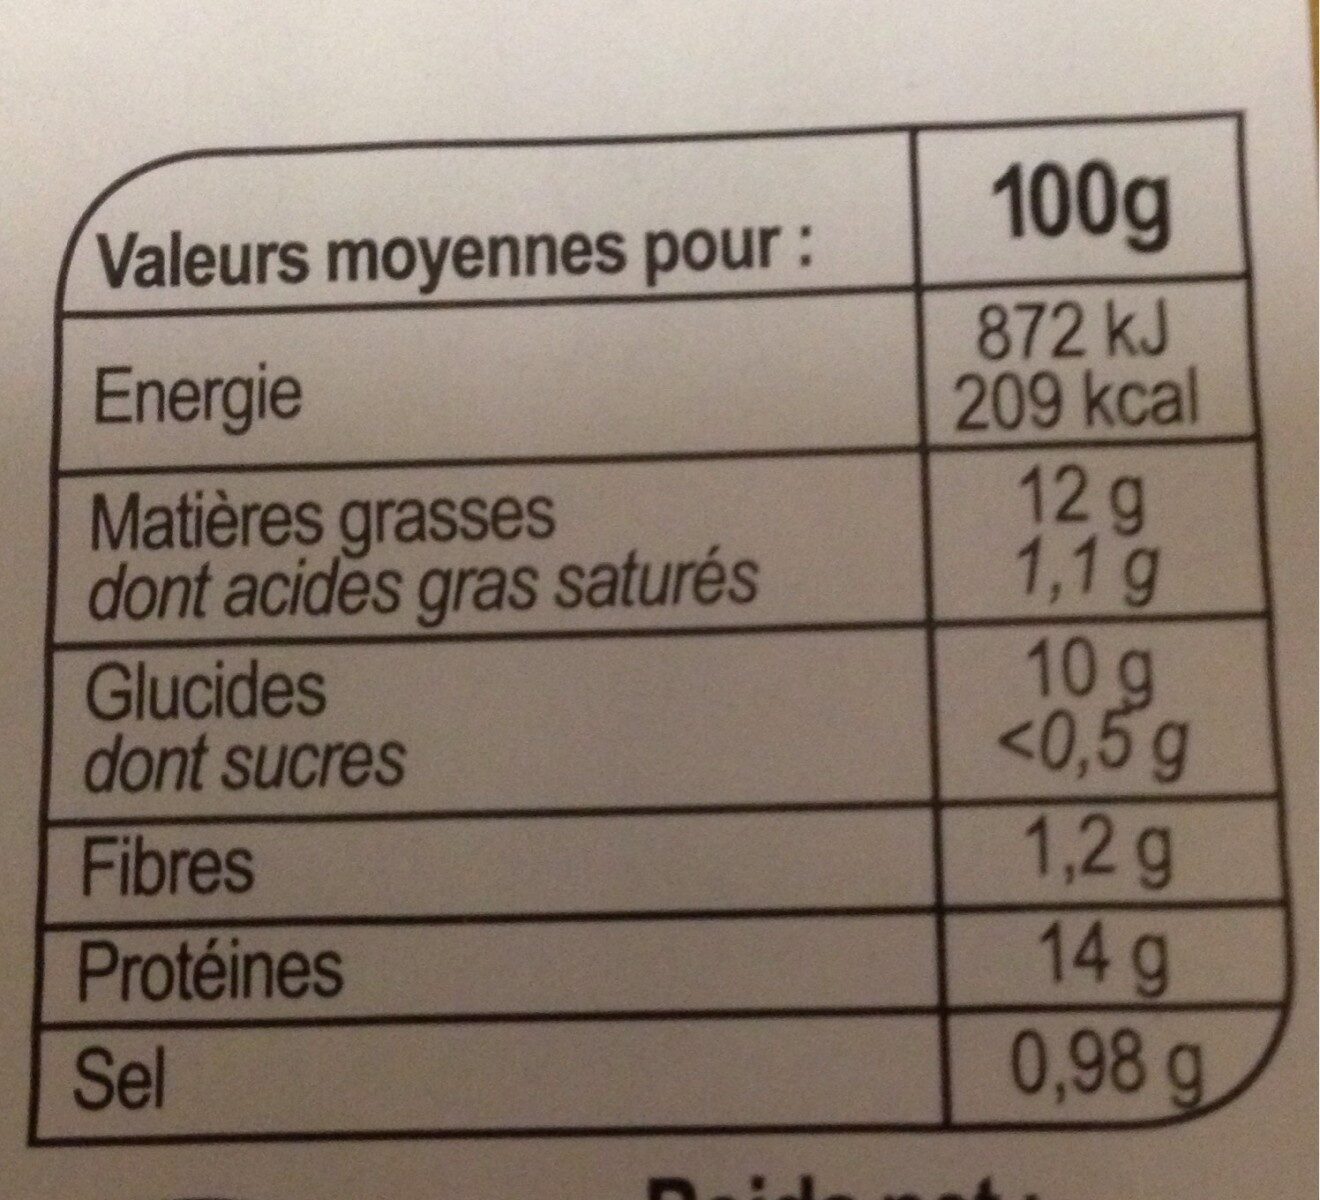 Valeurs moyennes pour : 100g
Energie 872 kJ
209 kcal
Matières grasses 12 g
dont acides gras saturés 1,1 g
Glucides 10 g
dont sucres <0,5 g
Fibres 1,2 g
Protéines 14 g
Sel 0,98 g